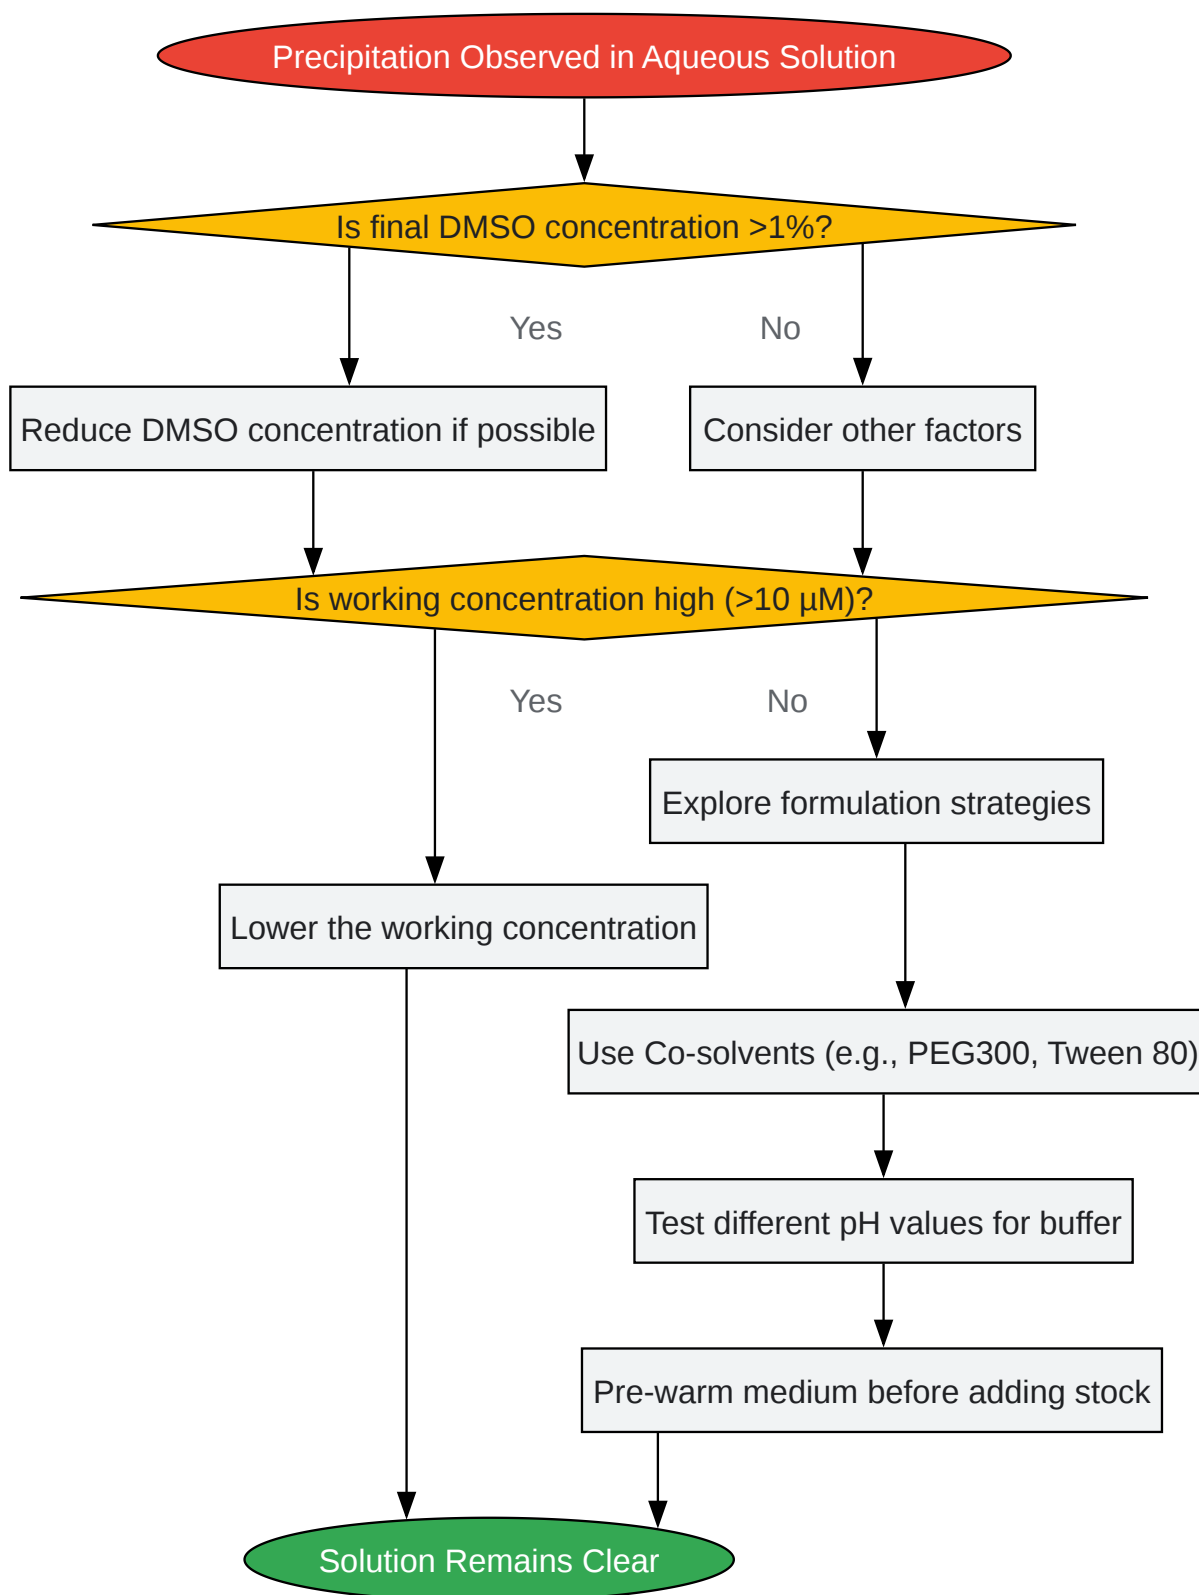 Precipitation Observed in Aqueous Solution
Is final DMSO concentration >1%?
Yes
No
Reduce DMSO concentration if possible
Consider other factors
Is working concentration high (>10 µM)?
Yes
No
Explore formulation strategies
Lower the working concentration
Use Co-solvents (e.g., PEG300, Tween 80)
Test different pH values for buffer
Pre-warm medium before adding stock
Solution Remains Clear